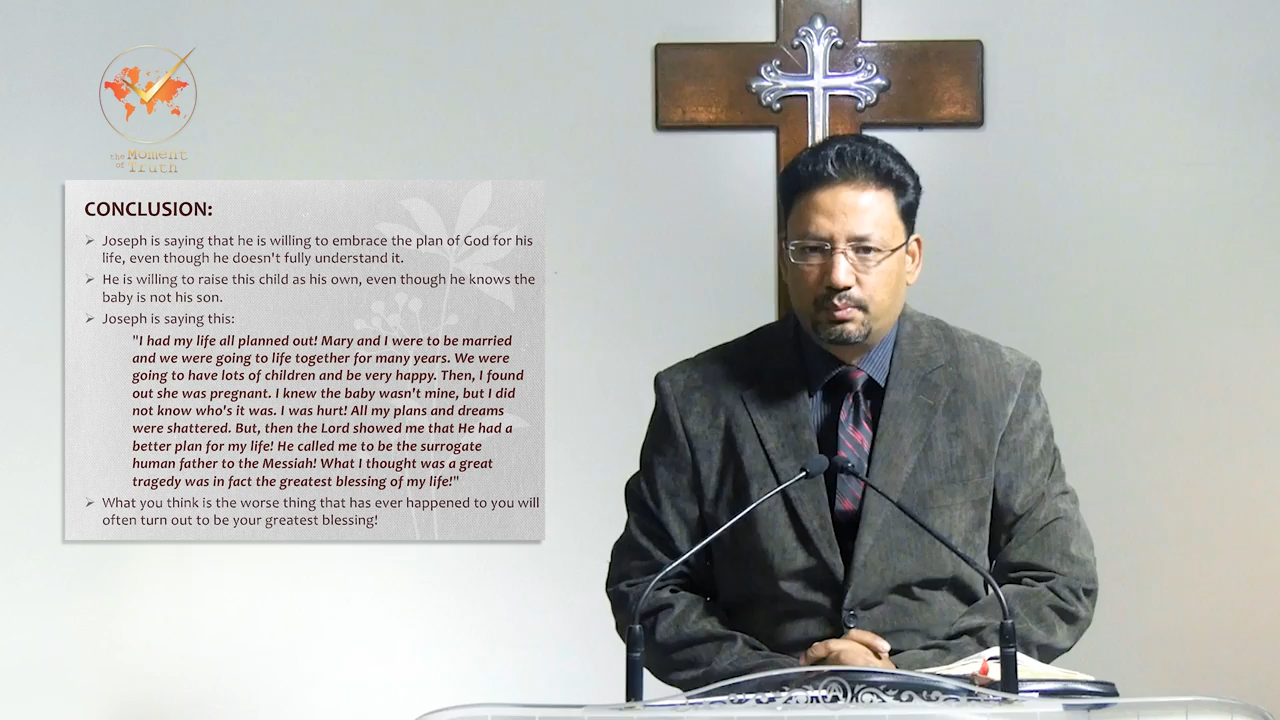 the Moment
of Truth
CONCLUSION:
➢ Joseph is saying that he is willing to embrace the plan of God for his
life, even though he doesn't fully understand it.
➢ He is willing to raise this child as his own, even though he knows the
baby is not his son.
➢ Joseph is saying this:
"I had my life all planned out! Mary and I were to be married
and we were going to life together for many years. We were
going to have lots of children and be very happy. Then, I found
out she was pregnant. I knew the baby wasn't mine, but I did
not know who's it was. I was hurt! All my plans and dreams
were shattered. But, then the Lord showed me that He had a
better plan for my life! He called me to be the surrogate
human father to the Messiah! What I thought was a great
tragedy was in fact the greatest blessing of my life!"
➢ What you think is the worse thing that has ever happened to you will
often turn out to be your greatest blessing!